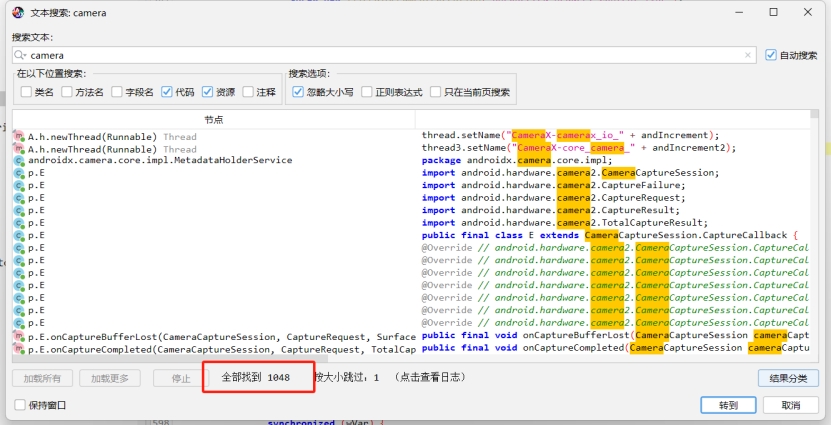 文本搜索: camera
搜索文本:
camera
自动搜索
在以下位置搜索:
类名 方法名 字段名 代码 资源 注释
搜索选项:
忽略大小写 正则表达式 只在当前页搜索
节点
A.h.newThread(Runnable) Thread thread.setName("CameraX-camerax_io_" + andIncrement);
A.h.newThread(Runnable) Thread thread3.setName("CameraX-core_camera_" + andIncrement2);
androidx.camera.core.impl.MetadataHolderService package androidx.camera.core.impl;
p.E import android.hardware.camera2.CameraCaptureSession;
p.E import android.hardware.camera2.CaptureFailure;
p.E import android.hardware.camera2.CaptureRequest;
p.E import android.hardware.camera2.CaptureResult;
p.E import android.hardware.camera2.TotalCaptureResult;
p.E public final class E extends CameraCaptureSession.CaptureCallback {
p.E @Override // android.hardware.camera2.CameraCaptureSession.CaptureCal
p.E @Override // android.hardware.camera2.CameraCaptureSession.CaptureCal
p.E @Override // android.hardware.camera2.CameraCaptureSession.CaptureCal
p.E @Override // android.hardware.camera2.CameraCaptureSession.CaptureCal
p.E @Override // android.hardware.camera2.CameraCaptureSession.CaptureCal
p.E @Override // android.hardware.camera2.CameraCaptureSession.CaptureCal
p.E @Override // android.hardware.camera2.CameraCaptureSession.CaptureCal
p.E.onCaptureBufferLost(CameraCaptureSession, CaptureRequest, Surface public final void onCaptureBufferLost(CameraCaptureSession cameraCapt
p.E.onCaptureCompleted(CameraCaptureSession, CaptureRequest, TotalCap public final void onCaptureCompleted(CameraCaptureSession cameraCaptu
加载所有 加载更多 停止 全部找到 1048 按大小跳过: 1 (点击查看日志) 结果分类
保持窗口 转到 取消
598 synchronized (wVar) {